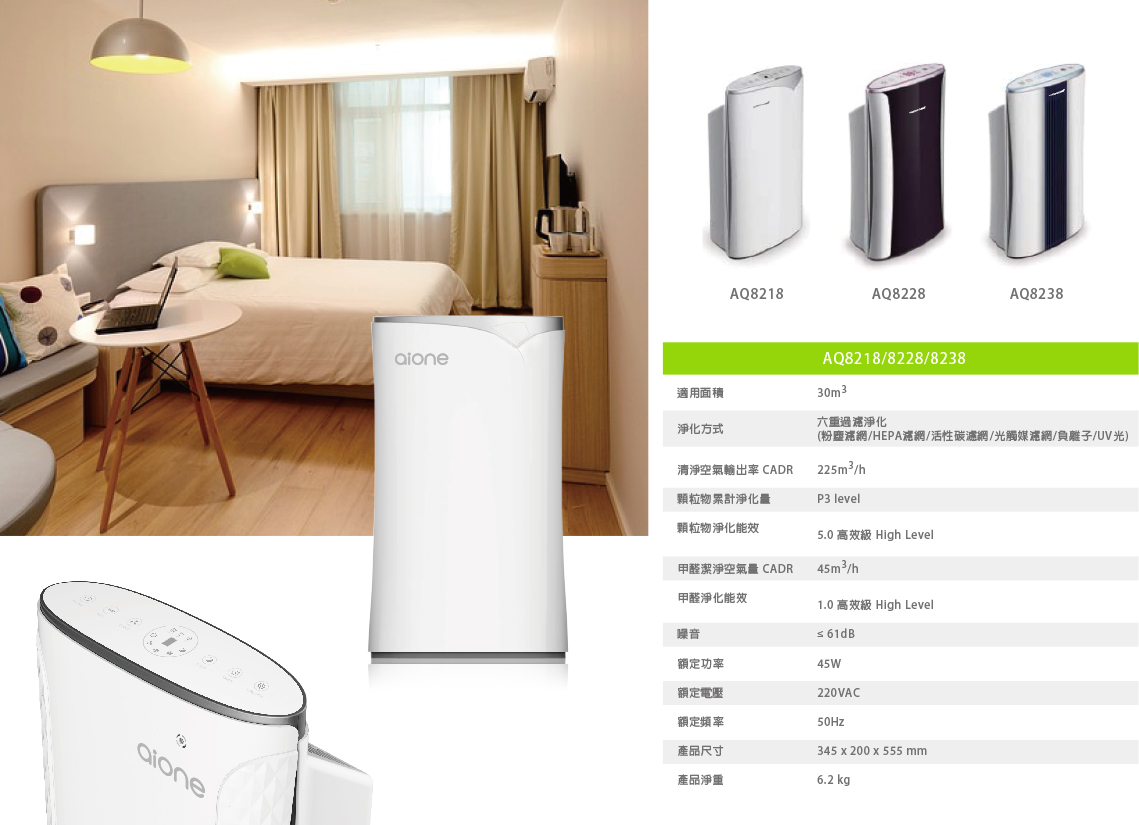 aione
aione
AQ8218
AQ8228
AQ8238
AQ8218/8228/8238
適用面積 30m3
淨化方式 六重過濾淨化
(粉塵濾網/HEPA濾網/活性碳濾網/光觸媒濾網/負離子/UV光)
清淨空氣輸出率 CADR 225m3/h
顆粒物累計淨化量 P3 level
顆粒物淨化能效 5.0 高效級 High Level
甲醛潔淨空氣量 CADR 45m3/h
甲醛淨化能效 1.0 高效級 High Level
噪音 ≤ 61dB
額定功率 45W
額定電壓 220VAC
額定頻率 50Hz
產品尺寸 345 x 200 x 555 mm
產品淨重 6.2 kg